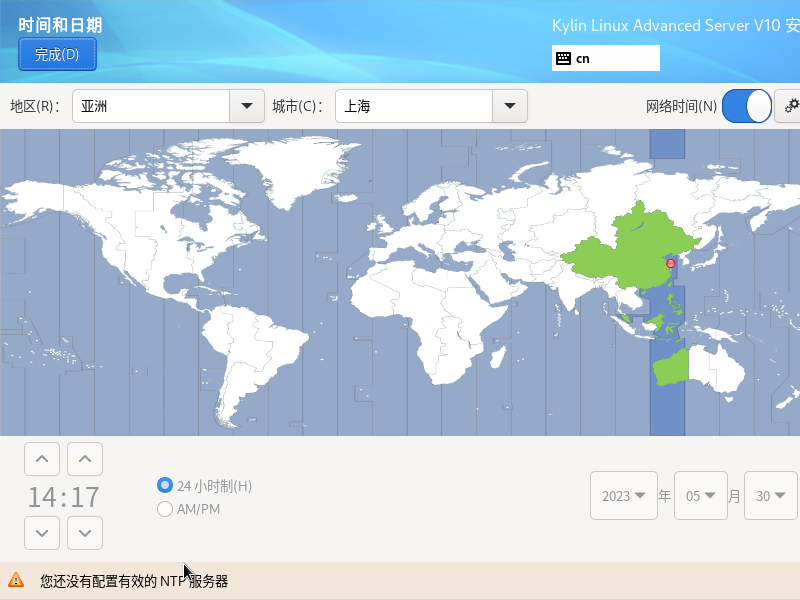 时间和日期
Kylin Linux Advanced Server V10 安
完成(D)
cn
地区(R)： 亚洲 城市(C)： 上海 网络时间(N)
14:17
24 小时制(H)
AM/PM
2023 年 05 月 30
您还没有配置有效的 NTP 服务器